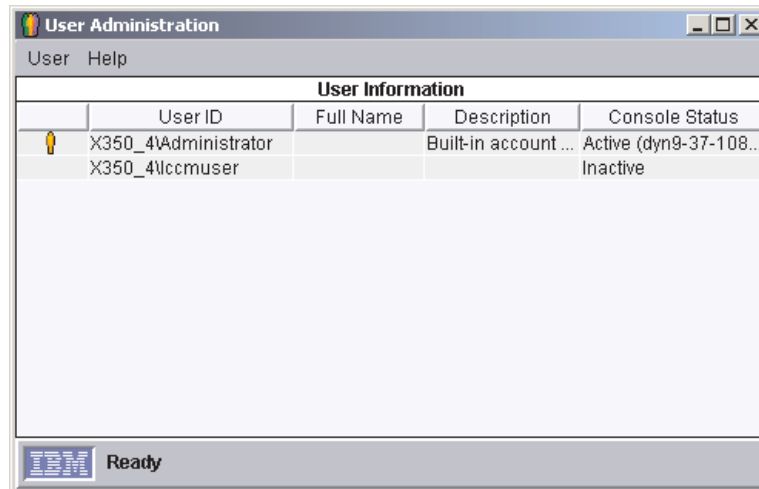 User Administration
User Help
User Information
User ID Full Name Description Console Status
X350_4\Administrator Built-in account ... Active (dyn9-37-108...
X350_4\lccmuser Inactive
IBM Ready